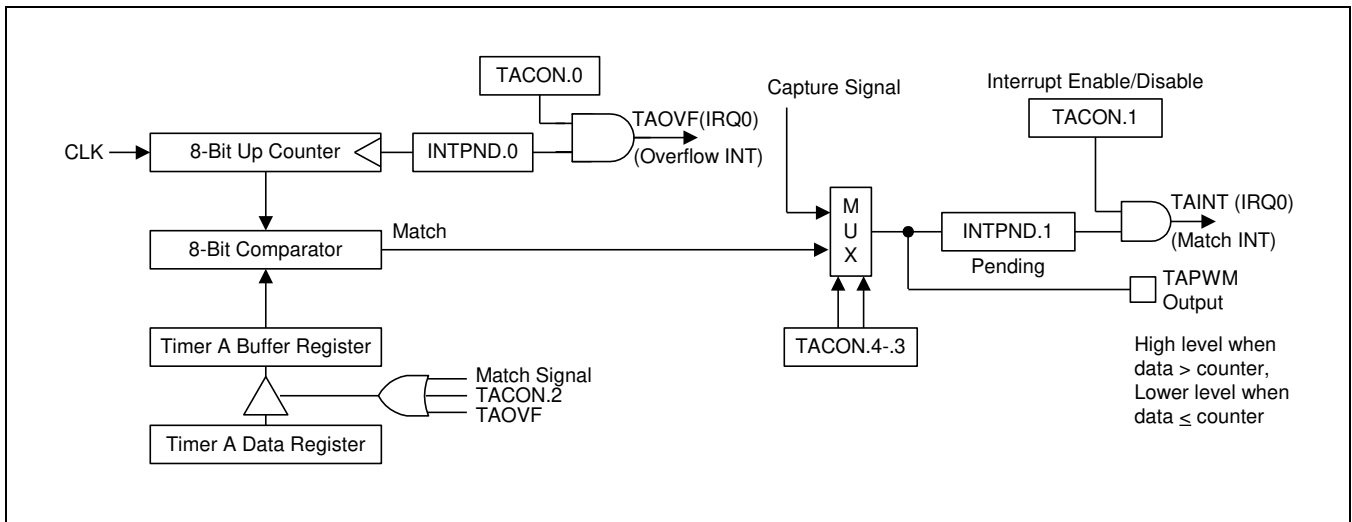 TACON.0
Capture Signal
Interrupt Enable/Disable
TACON.1
CLK
8-Bit Up Counter
INTPND.0
TAOVF(IRQ0)
(Overflow INT)
8-Bit Comparator
Match
M
U
X
INTPND.1
Pending
TAINT (IRQ0)
(Match INT)
TAPWM
Output
Timer A Buffer Register
TACON.4-.3
High level when
data > counter,
Lower level when
data ≤ counter
Match Signal
TACON.2
TAOVF
Timer A Data Register